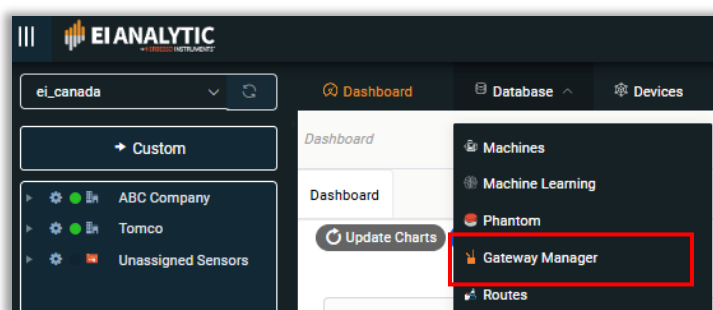 EI ANALYTIC
INSTRUMENTS
ei_canada
Dashboard
Database
Devices
Custom
Dashboard
Machines
ABC Company
Dashboard
Machine Learning
Tomco
Update Charts
Phantom
Unassigned Sensors
Gateway Manager
Routes